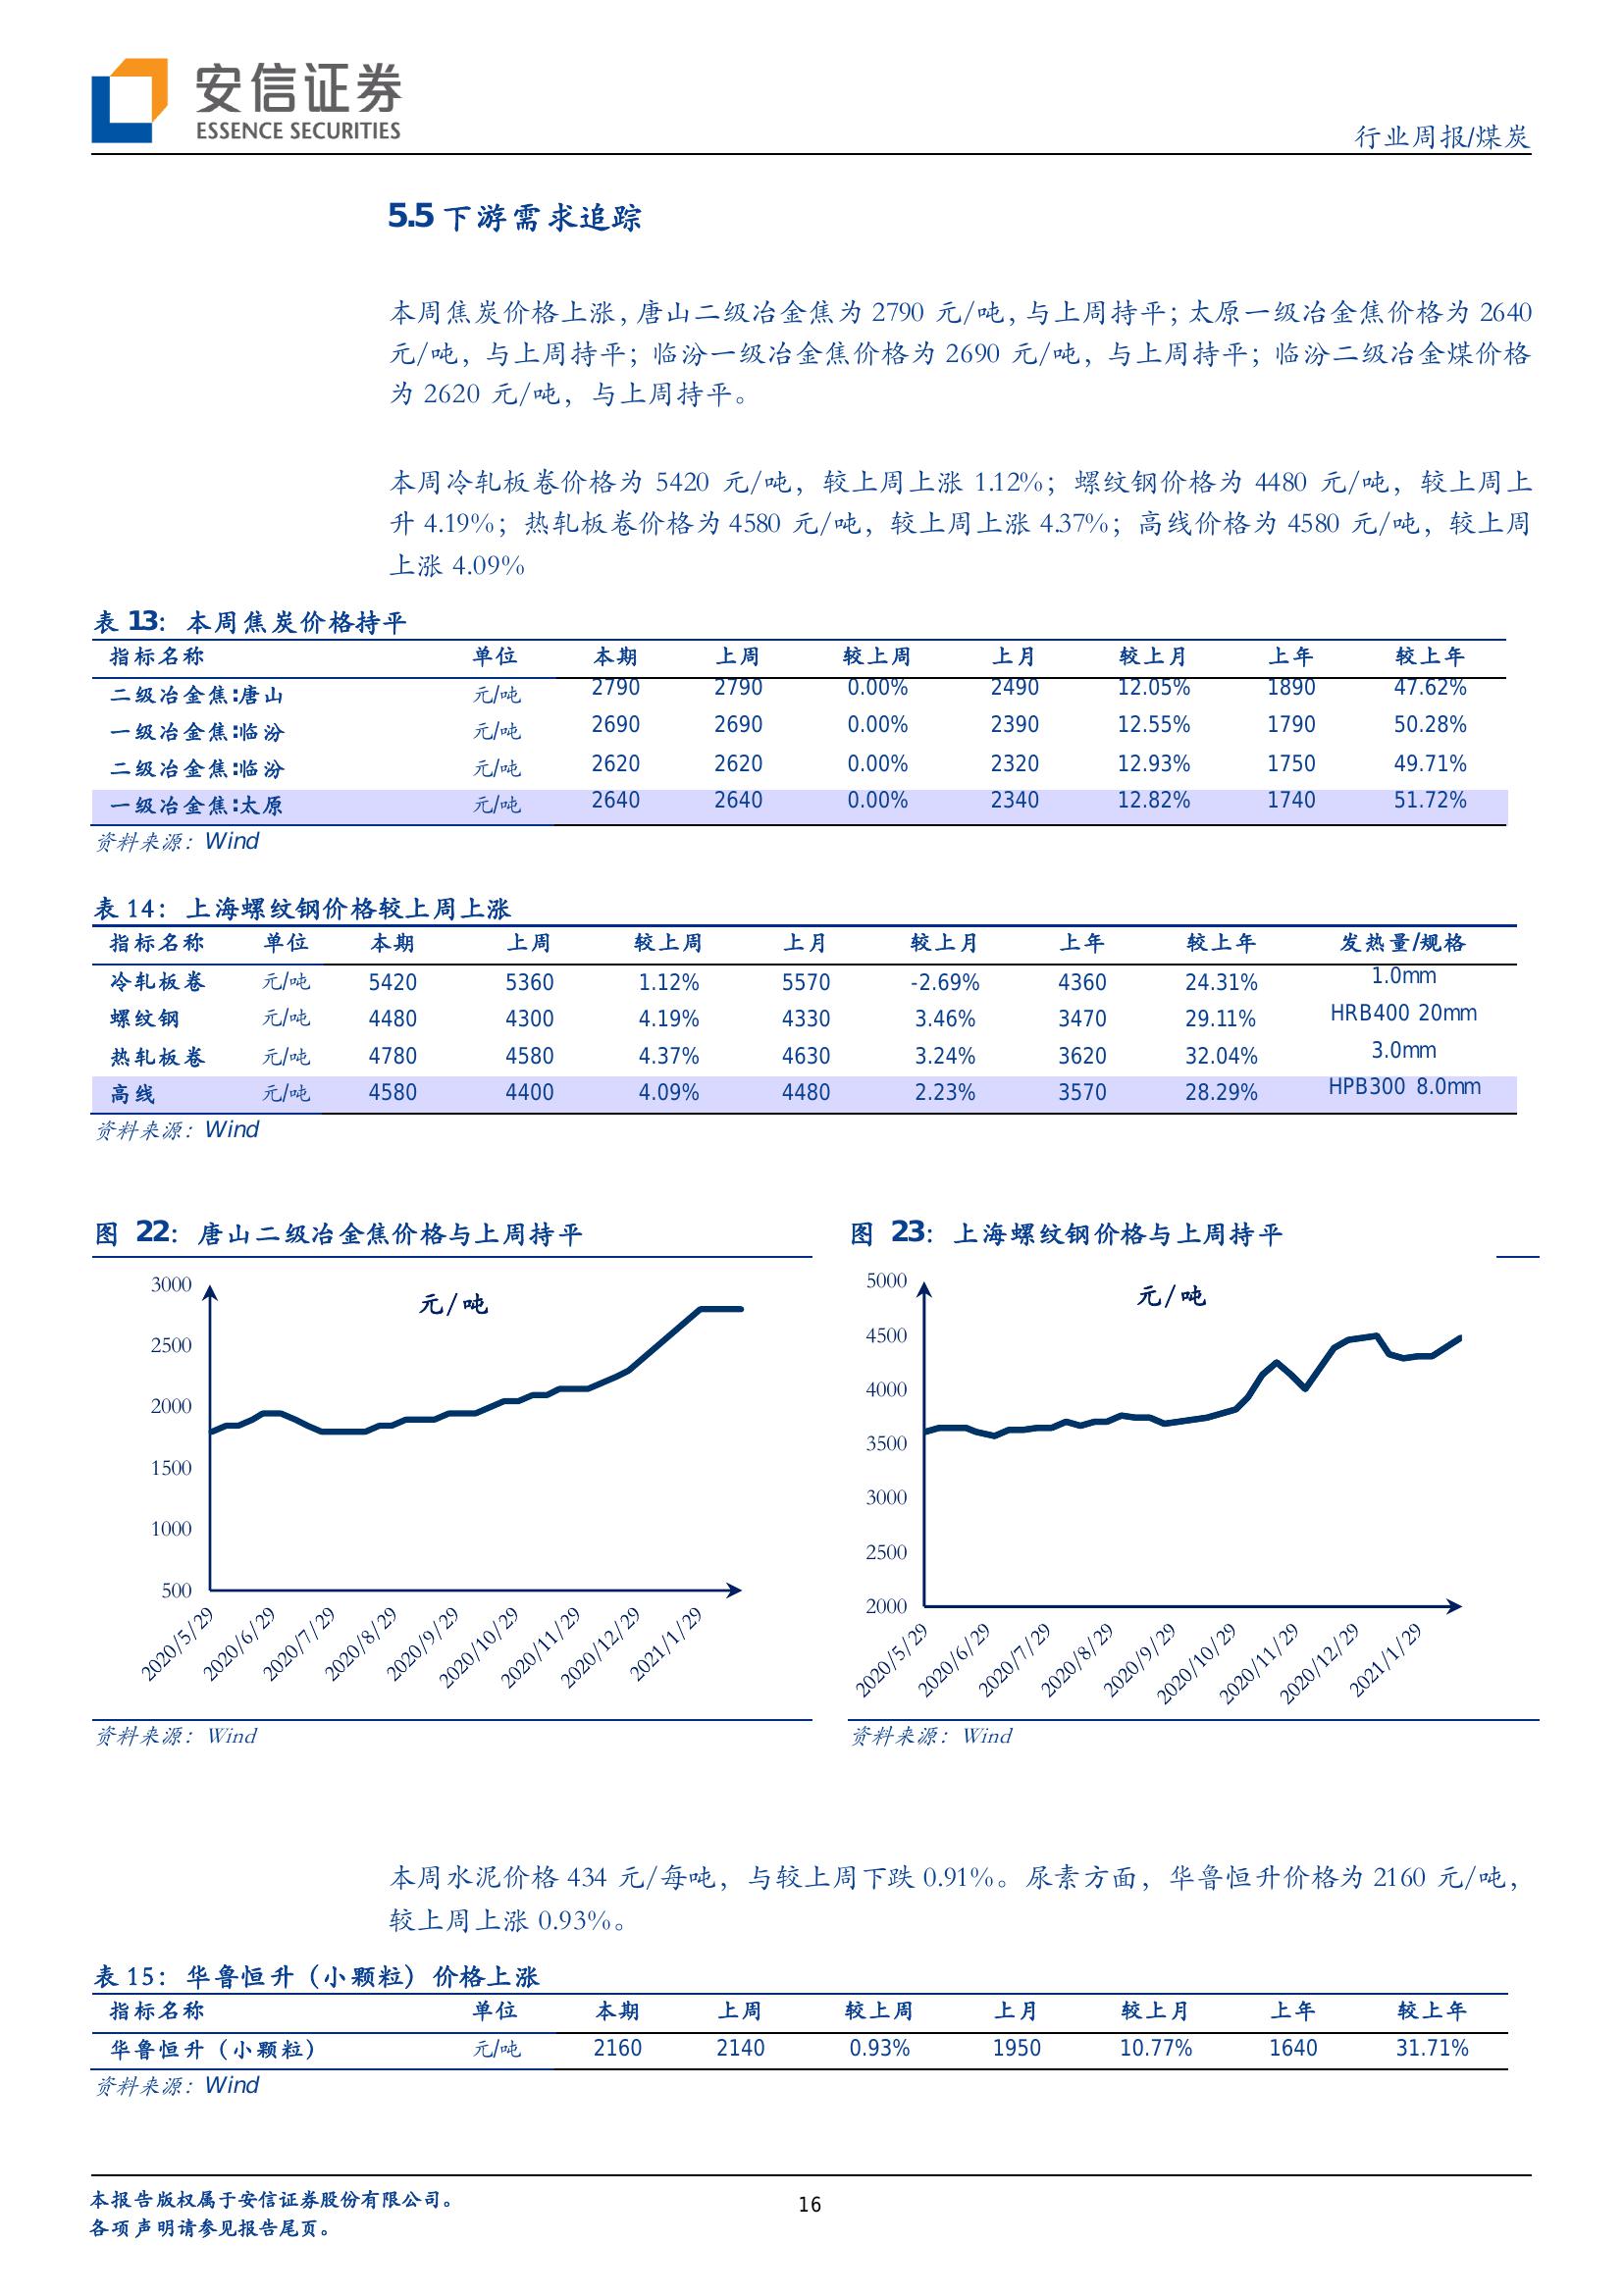 安信证券
ESSENCE SECURITIES
行业周报/煤炭
5.5 下游需求追踪
本周焦炭价格上涨，唐山二级冶金焦为 2790 元/吨，与上周持平；太原一级冶金焦价格为 2640
元/吨，与上周持平；临汾一级冶金焦价格为 2690 元/吨，与上周持平；临汾二级冶金煤价格
为 2620 元/吨，与上周持平。
本周冷轧板卷价格为 5420 元/吨，较上周上涨 1.12%；螺纹钢价格为 4480 元/吨，较上周上
升 4.19%；热轧板卷价格为 4580 元/吨，较上周上涨 4.37%；高线价格为 4580 元/吨，较上周
上涨 4.09%
表 13：本周焦炭价格持平
指标名称 单位 本期 上周 较上周 上月 较上月 上年 较上年
二级冶金焦:唐山 元/吨 2790 2790 0.00% 2490 12.05% 1890 47.62%
一级冶金焦:临汾 元/吨 2690 2690 0.00% 2390 12.55% 1790 50.28%
二级冶金焦:临汾 元/吨 2620 2620 0.00% 2320 12.93% 1750 49.71%
一级冶金焦:太原 元/吨 2640 2640 0.00% 2340 12.82% 1740 51.72%
资料来源：Wind
表 14：上海螺纹钢价格较上周上涨
指标名称 单位 本期 上周 较上周 上月 较上月 上年 较上年 发热量/规格
冷轧板卷 元/吨 5420 5360 1.12% 5570 -2.69% 4360 24.31% 1.0mm
螺纹钢 元/吨 4480 4300 4.19% 4330 3.46% 3470 29.11% HRB400 20mm
热轧板卷 元/吨 4780 4580 4.37% 4630 3.24% 3620 32.04% 3.0mm
高线 元/吨 4580 4400 4.09% 4480 2.23% 3570 28.29% HPB300 8.0mm
资料来源：Wind
图 22：唐山二级冶金焦价格与上周持平
元/吨
3000
2500
2000
1500
1000
500
2020/5/29 2020/6/29 2020/7/29 2020/8/29 2020/9/29 2020/10/29 2020/11/29 2020/12/29 2021/1/29
资料来源：Wind
图 23：上海螺纹钢价格与上周持平
元/吨
5000
4500
4000
3500
3000
2500
2000
2020/5/29 2020/6/29 2020/7/29 2020/8/29 2020/9/29 2020/10/29 2020/11/29 2020/12/29 2021/1/29
资料来源：Wind
本周水泥价格 434 元/每吨，与较上周下跌 0.91%。尿素方面，华鲁恒升价格为 2160 元/吨，
较上周上涨 0.93%。
表 15：华鲁恒升（小颗粒）价格上涨
指标名称 单位 本期 上周 较上周 上月 较上月 上年 较上年
华鲁恒升（小颗粒） 元/吨 2160 2140 0.93% 1950 10.77% 1640 31.71%
资料来源：Wind
本报告版权属于安信证券股份有限公司。
各项声明请参见报告尾页。
16